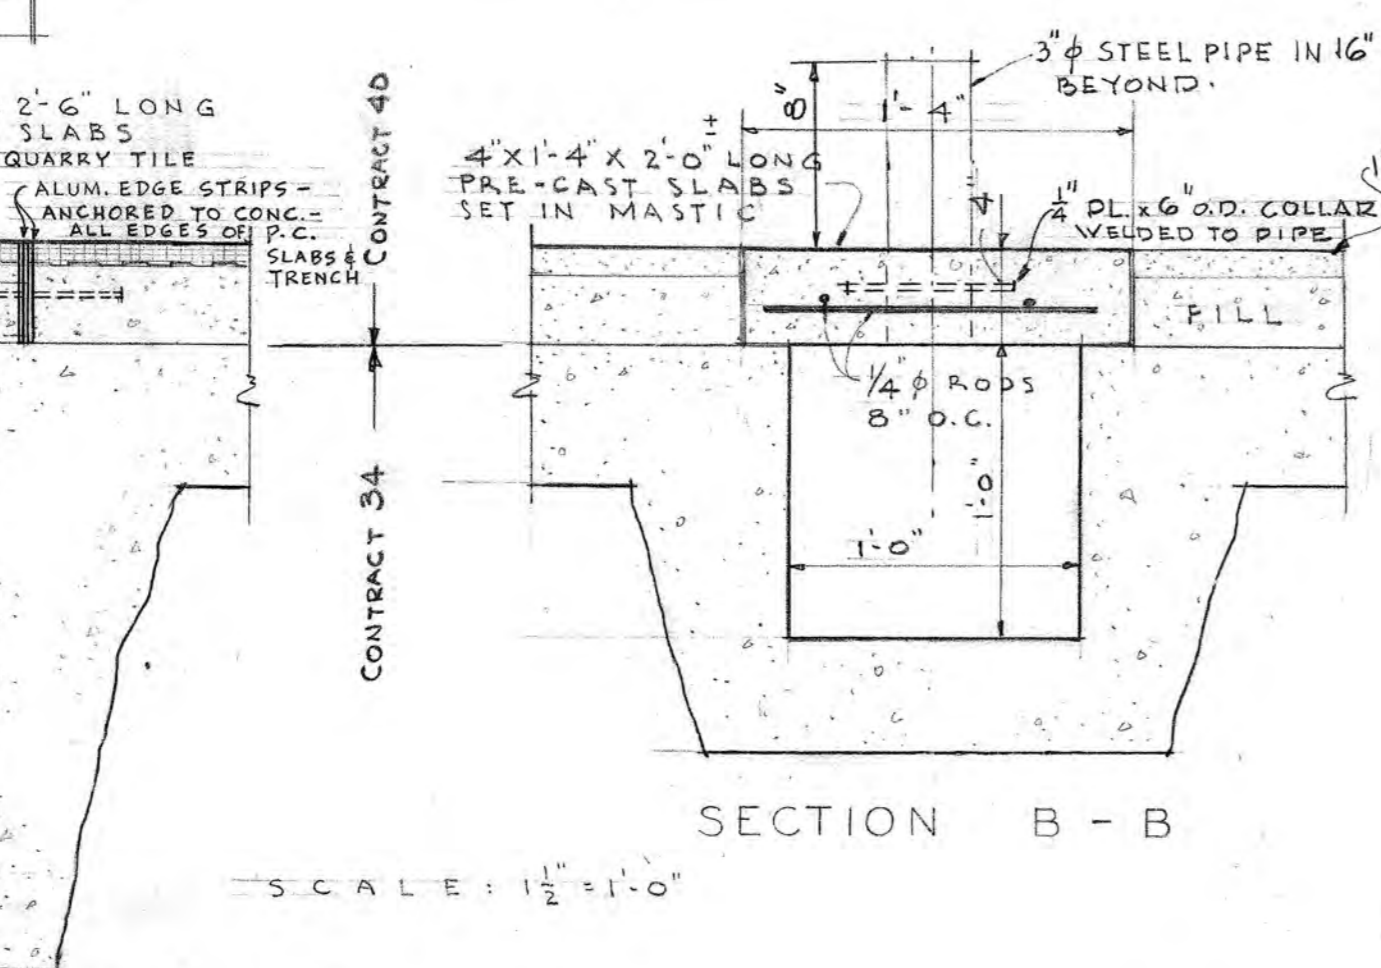 2'-6" LONG
SLABS
QUARRY TILE
ALUM. EDGE STRIPS -
ANCHORED TO CONC.-
ALL EDGES OF P.C.
SLABS &
TRENCH
CONTRACT 40
CONTRACT 34
3"φ STEEL PIPE IN 16"
BEYOND.
8"
1'-4"
4"X1'-4" X 2'-0"± LONG
PRE-CAST SLABS
SET IN MASTIC
4"
1/4" PL. x 6" O.D. COLLAR
WELDED TO PIPE
FILL
1/4"φ RODS
8" O.C.
1'-0"
1'-0"
SECTION B-B
SCALE: 1 1/2" = 1'-0"